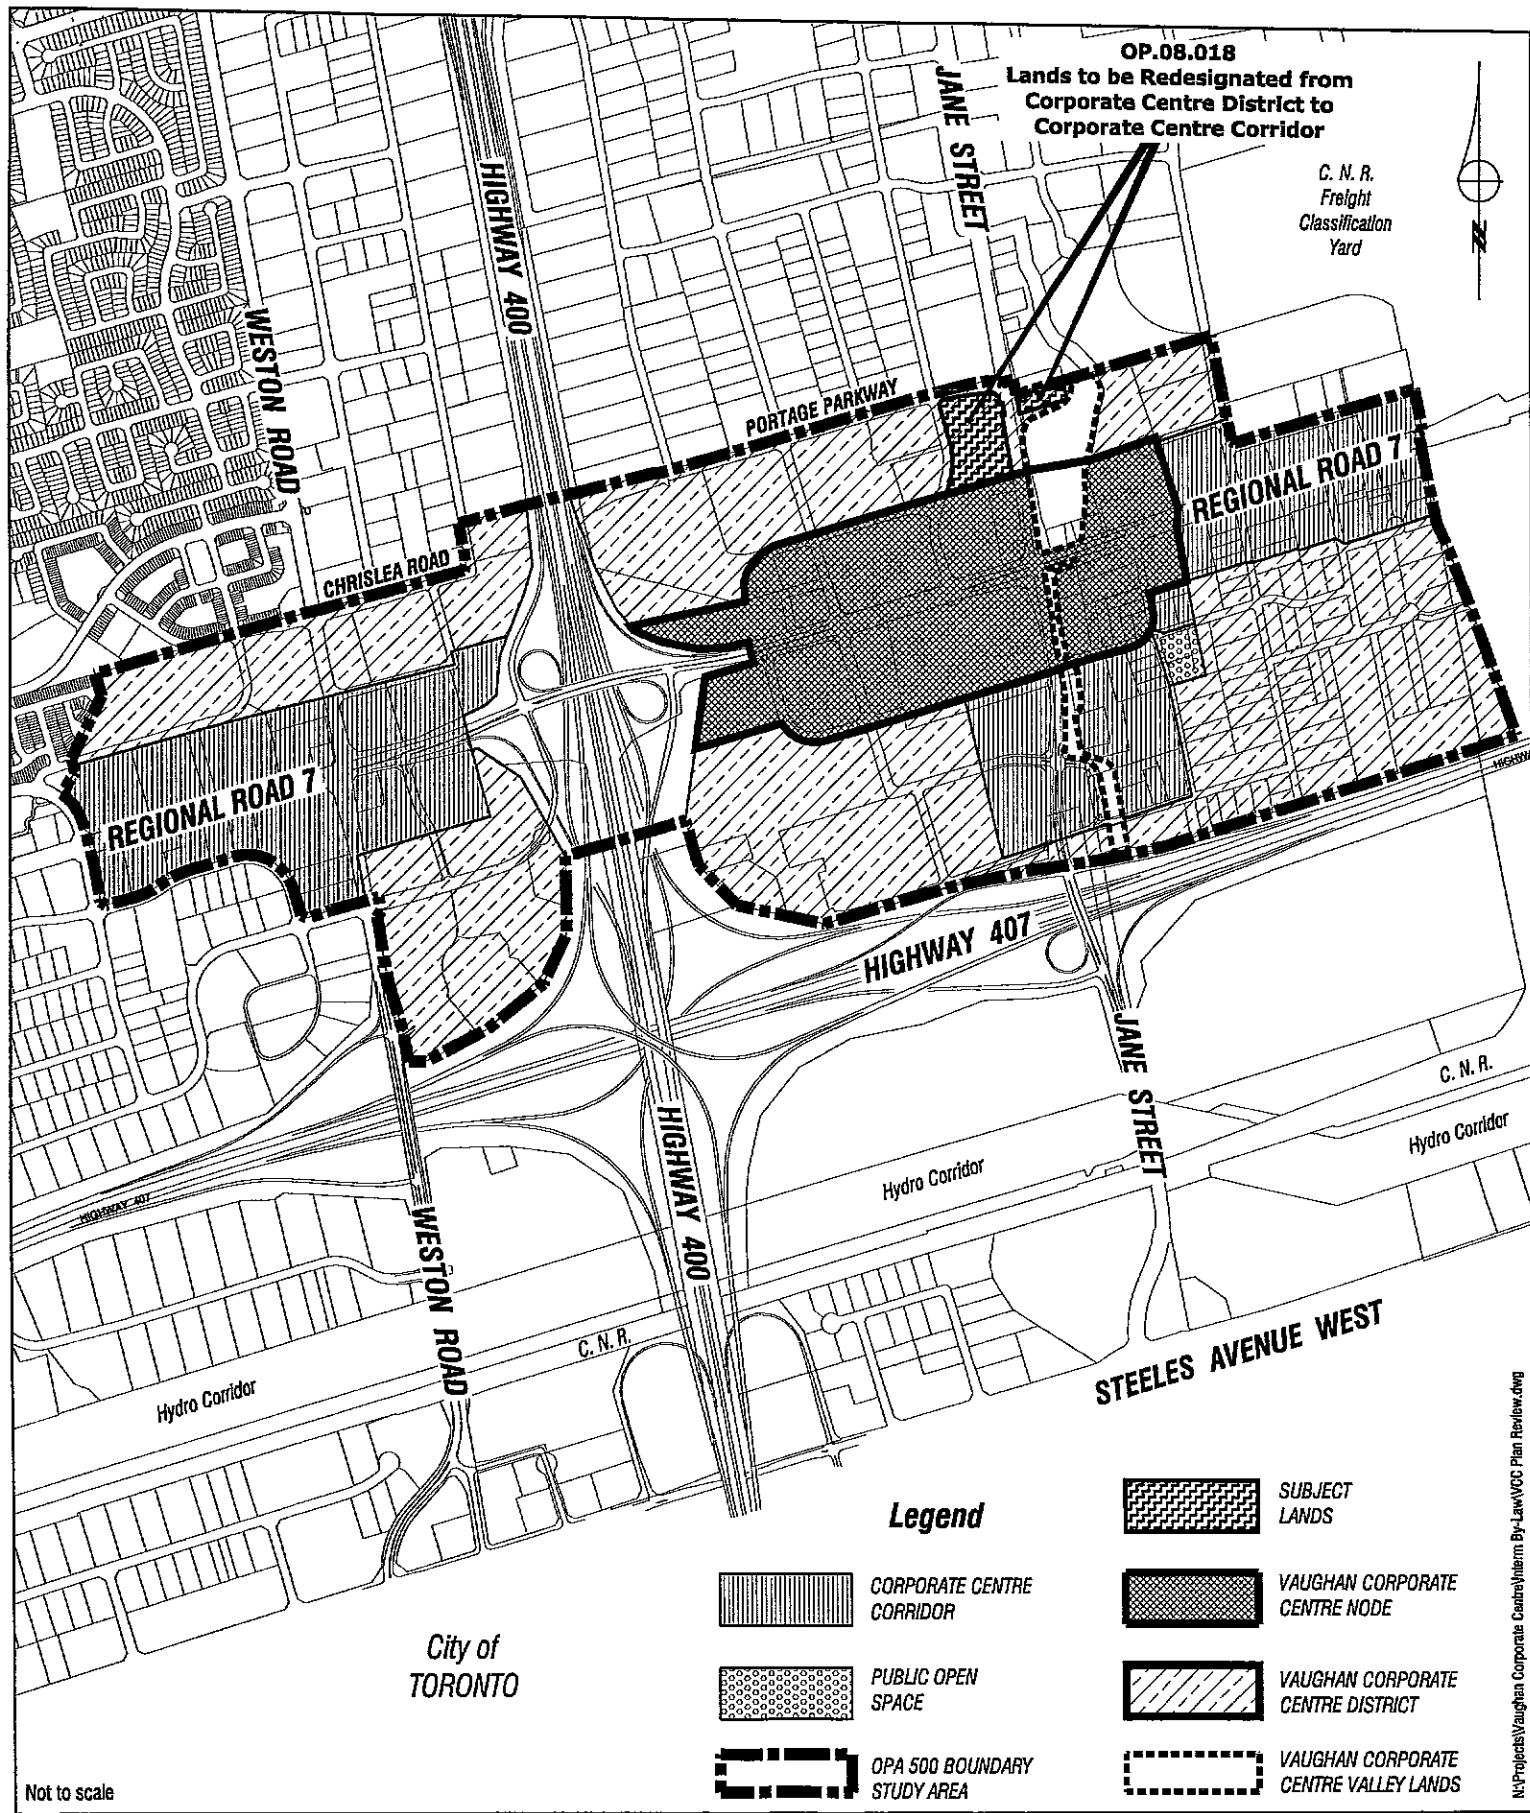 OP.08.018
Lands to be Redesignated from
Corporate Centre District to
Corporate Centre Corridor
JANE STREET
C. N. R.
Freight
Classification
Yard
N
HIGHWAY 400
WESTON ROAD
PORTAGE PARKWAY
REGIONAL ROAD 7
CHRISLEA ROAD
REGIONAL ROAD 7
HIGHWAY 407
JANE STREET
C. N. R.
Hydro Corridor
Hydro Corridor
HIGHWAY 407
HIGHWAY 400
WESTON ROAD
C. N. R.
Hydro Corridor
STEELES AVENUE WEST
City of
TORONTO
Legend
SUBJECT
LANDS
CORPORATE CENTRE
CORRIDOR
VAUGHAN CORPORATE
CENTRE NODE
PUBLIC OPEN
SPACE
VAUGHAN CORPORATE
CENTRE DISTRICT
OPA 500 BOUNDARY
STUDY AREA
VAUGHAN CORPORATE
CENTRE VALLEY LANDS
Not to scale
N:\Projects\Vaughan Corporate Centre\Interm By-Law\VCC Plan Review.dwg